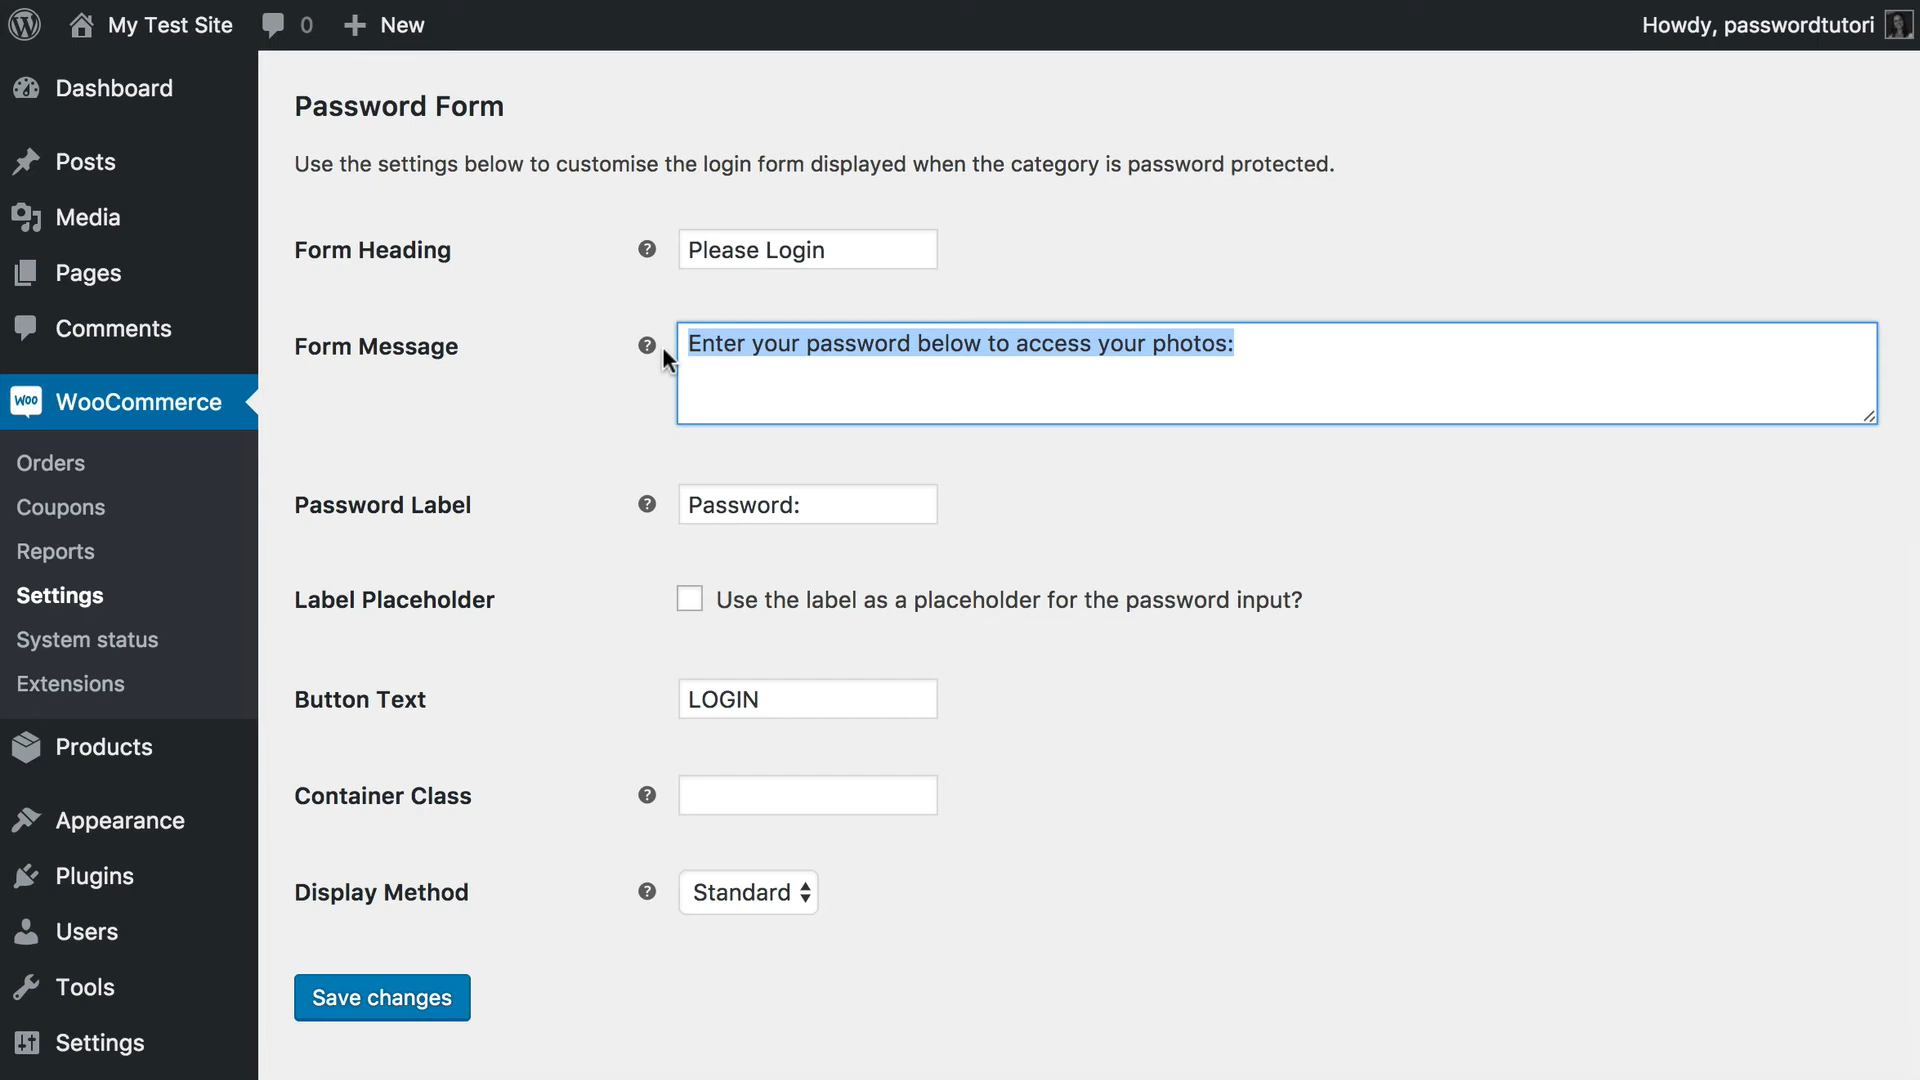 My Test Site
0
New
Howdy, passwordtutori
Dashboard
Posts
Media
Pages
Comments
Woo
WooCommerce
Orders
Coupons
Reports
Settings
System status
Extensions
Products
Appearance
Plugins
Users
Tools
Settings
Password Form
Use the settings below to customise the login form displayed when the category is password protected.
Form Heading
?
Please Login
Form Message
?
Enter your password below to access your photos:
Password Label
?
Password:
Label Placeholder
Use the label as a placeholder for the password input?
Button Text
LOGIN
Container Class
?
Display Method
?
Standard
Save changes